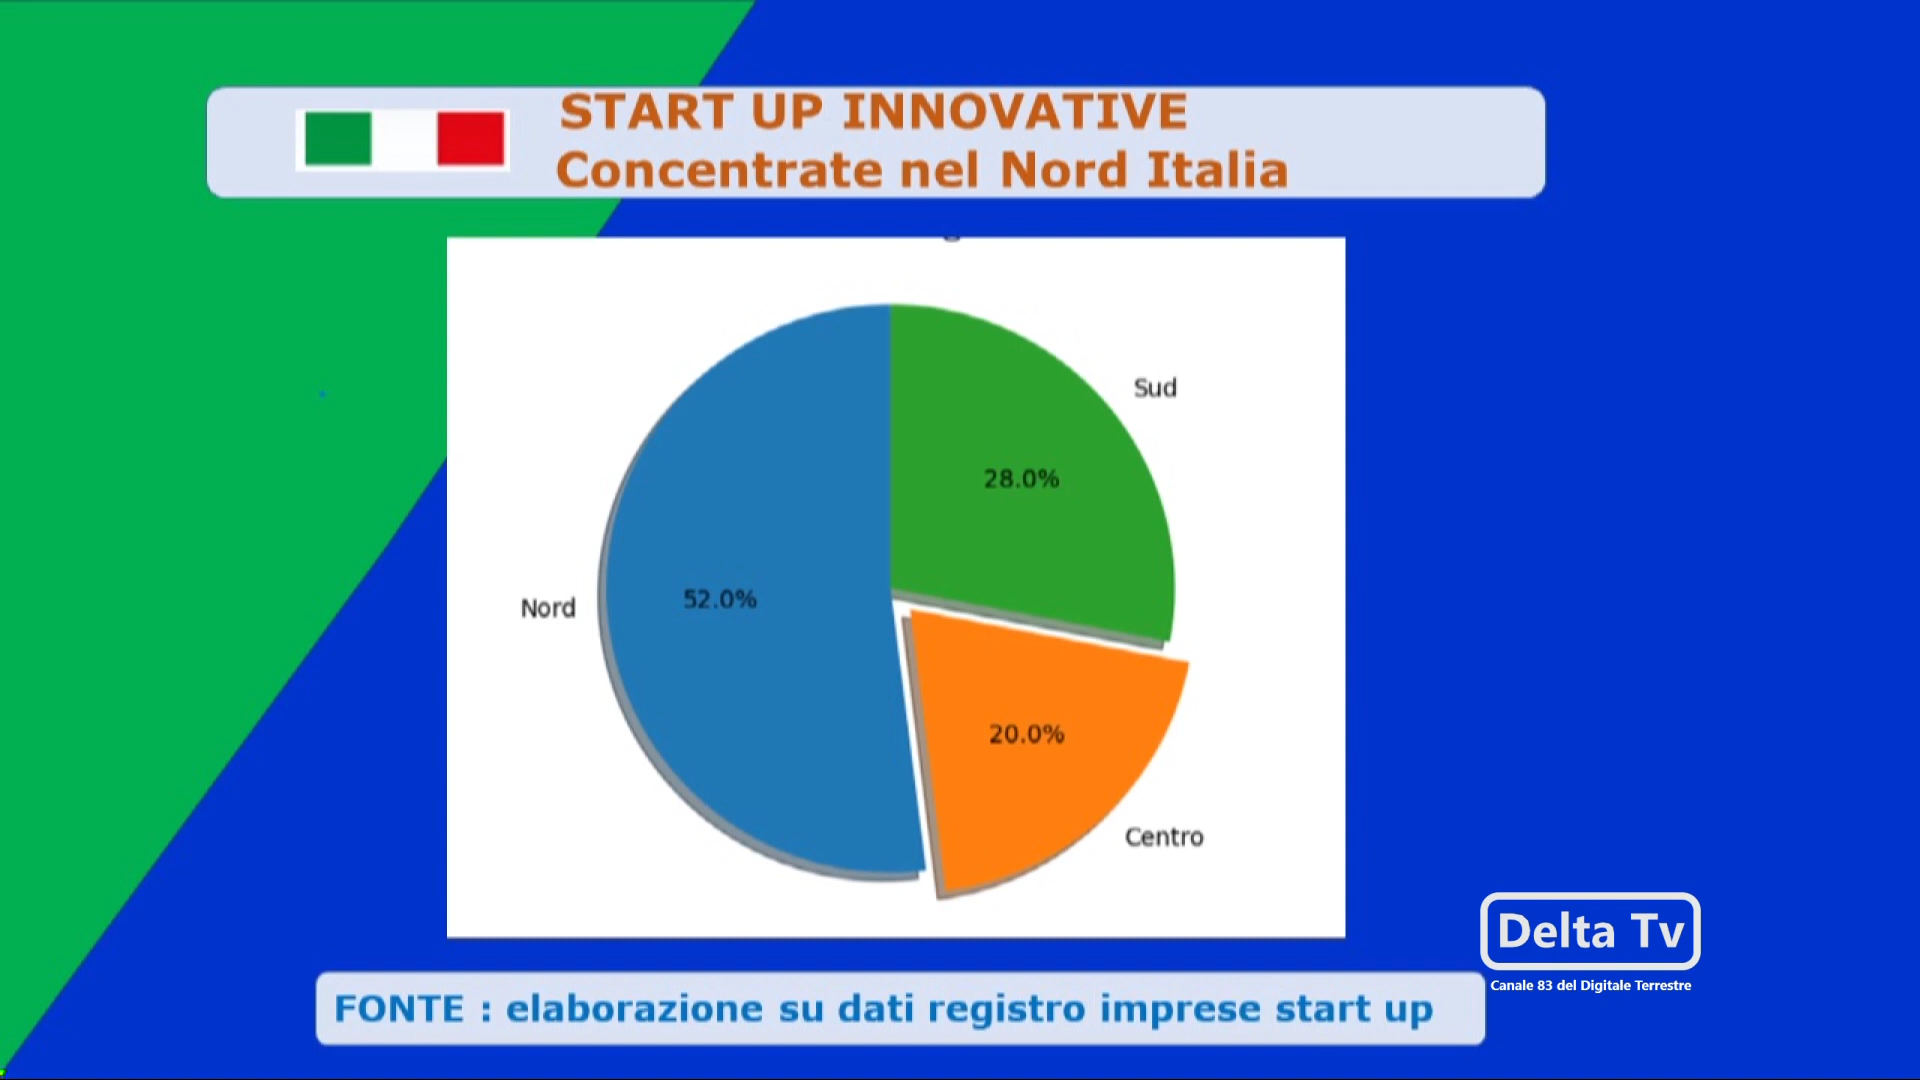 START UP INNOVATIVE
Concentrate nel Nord Italia
Sud
28.0%
Nord
52.0%
20.0%
Centro
Delta Tv
Canale 83 del Digitale Terrestre
FONTE : elaborazione su dati registro imprese start up